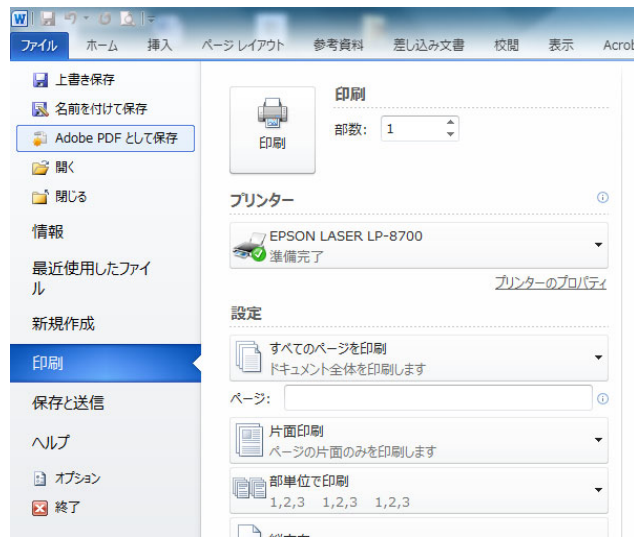 W
ファイル ホーム 挿入 ページ レイアウト 参考資料 差し込み文書 校閲 表示
上書き保存
名前を付けて保存
Adobe PDF として保存
開く
閉じる
情報
最近使用したファイ
ル
新規作成
印刷
保存と送信
ヘルプ
オプション
終了
印刷
印刷
部数: 1
プリンター
EPSON LASER LP-8700
準備完了
プリンターのプロパティ
設定
すべてのページを印刷
ドキュメント全体を印刷します
ページ:
片面印刷
ページの片面のみを印刷します
部単位で印刷
1,2,3 1,2,3 1,2,3